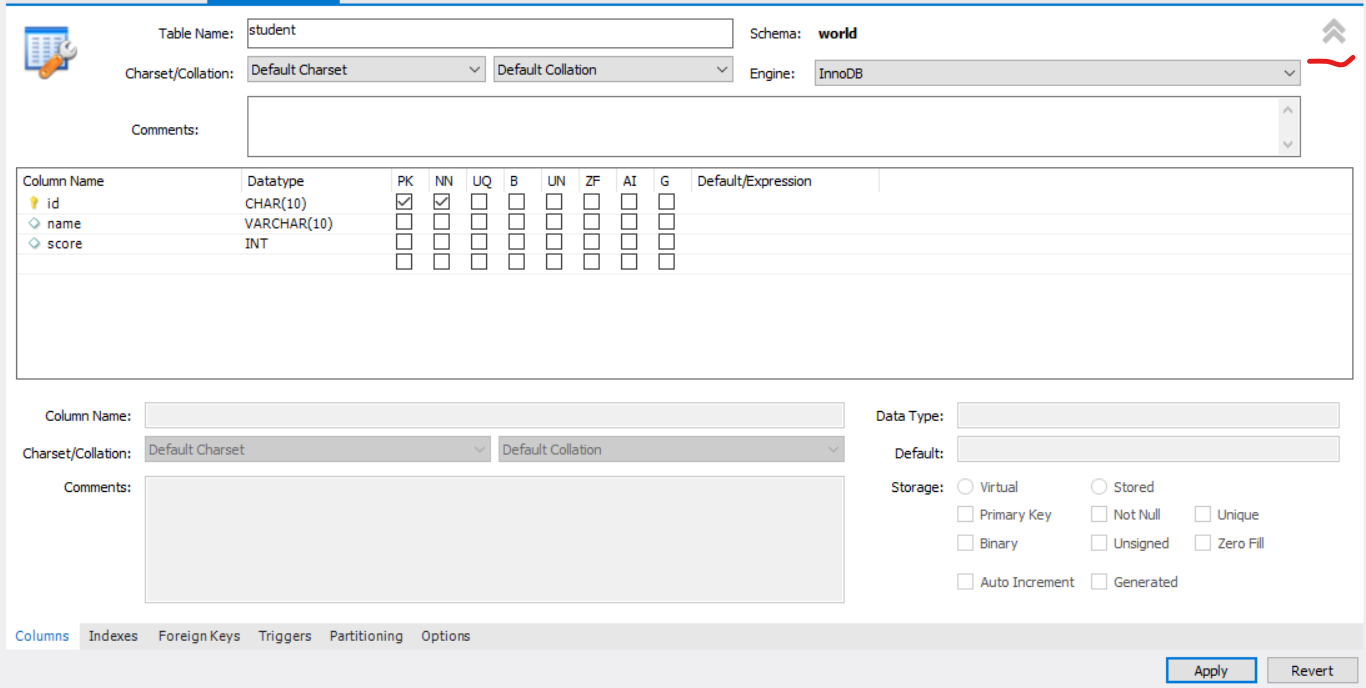 Table Name: student Schema: world
Charset/Collation: Default Charset Default Collation Engine: InnoDB
Comments:
Column Name Datatype PK NN UQ B UN ZF AI G Default/Expression
id CHAR(10)
name VARCHAR(10)
score INT
Column Name: Data Type:
Charset/Collation: Default Charset Default Collation Default:
Comments: Storage: Virtual Stored
Primary Key Not Null Unique
Binary Unsigned Zero Fill
Auto Increment Generated
Columns Indexes Foreign Keys Triggers Partitioning Options
Apply Revert